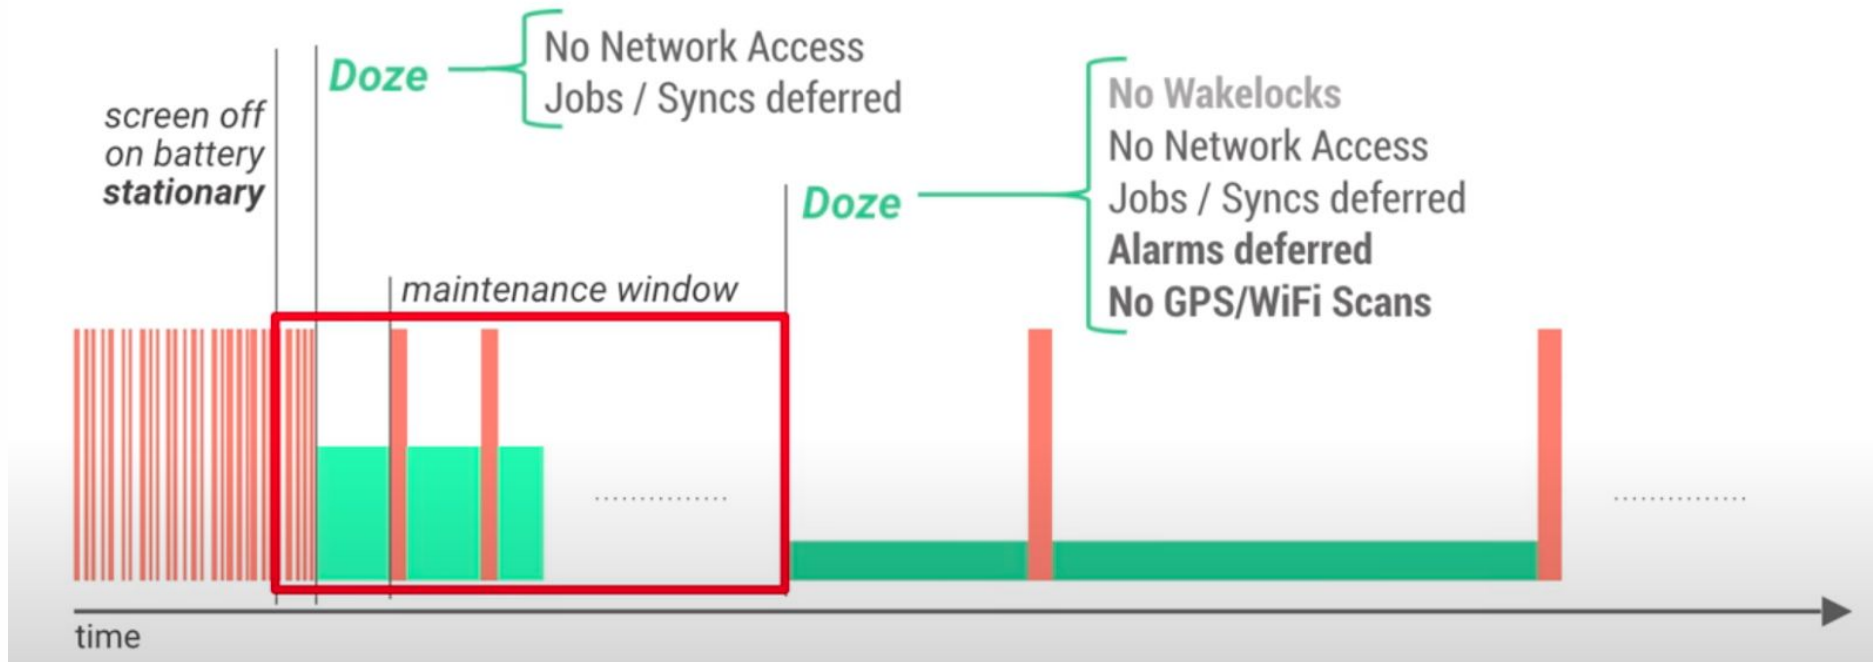 screen off
on battery
stationary
Doze
No Network Access
Jobs / Syncs deferred
maintenance window
Doze
No Wakelocks
No Network Access
Jobs / Syncs deferred
Alarms deferred
No GPS/WiFi Scans
time